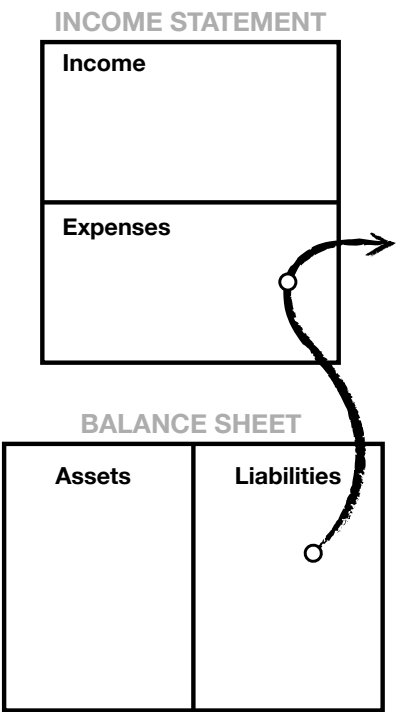 INCOME STATEMENT
Income
Expenses
BALANCE SHEET
Assets
Liabilities